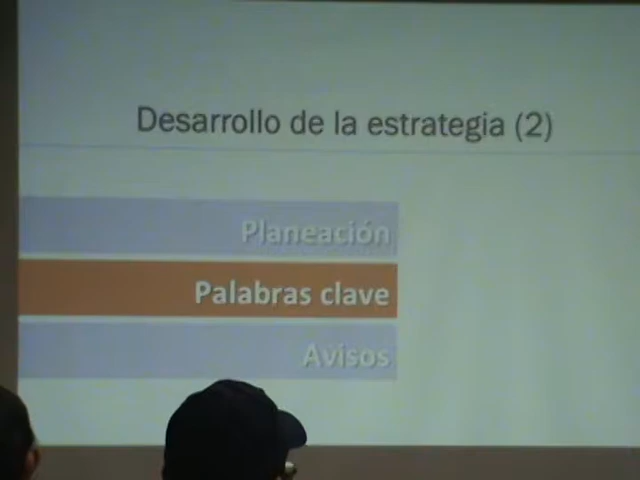 Desarrollo de la estrategia (2)
Planeación
Palabras clave
Avisos